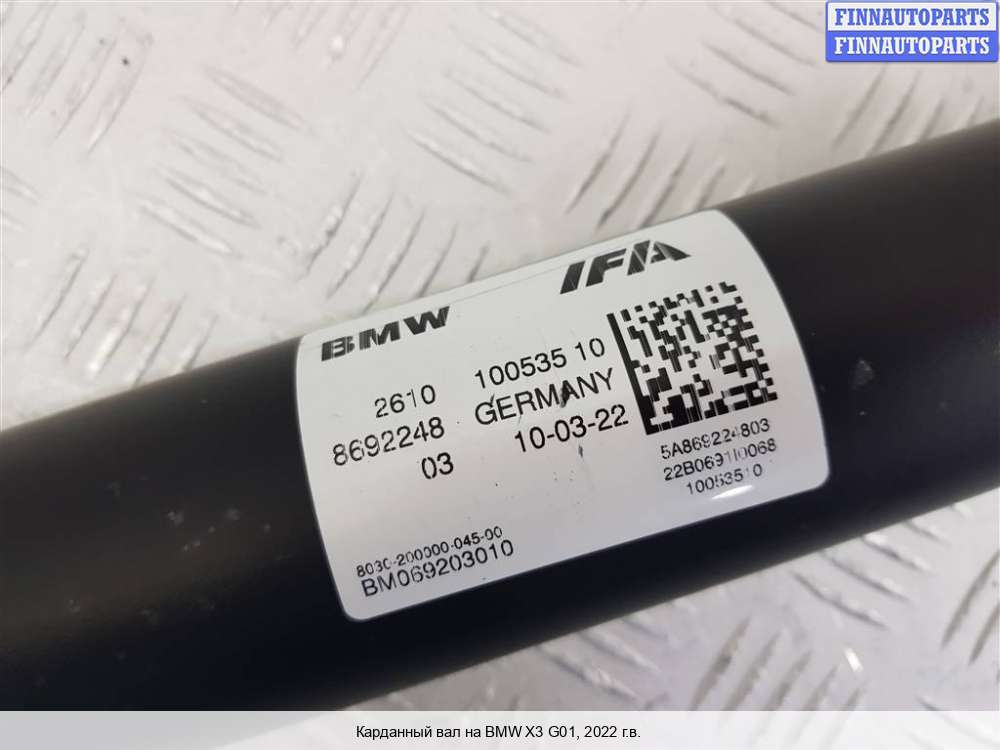 FINNAUTOPARTS
FINNAUTOPARTS
BMW IFA
2610 100535 10
8692248 GERMANY
03 10-03-22
5A869224803
22B0691I0068
10053510
8030-200000-045-00
BM069203010
Карданный вал на BMW X3 G01, 2022 г.в.